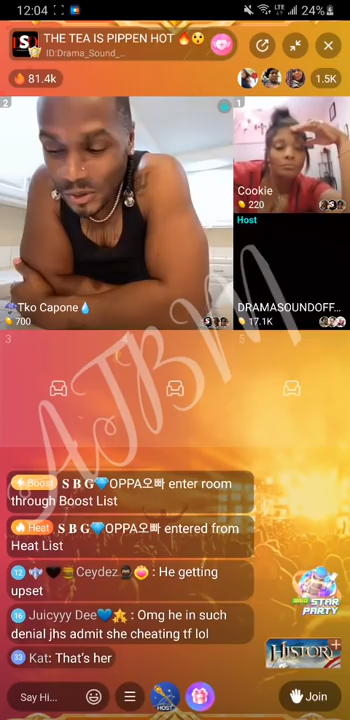 12:04
LTE
24%
S
THE TEA IS PIPPEN HOT 🔥😯
ID:Drama_Sound_...
81.4k
1.5K
2
1
Cookie
220
Host
Tko Capone💧
700
DRAMASOUNDOFF...
17.1K
AJBM
3
5
Boost 𝐒 𝐁 𝐆💎OPPA오빠 enter room
through Boost List
Heat 𝐒 𝐁 𝐆💎OPPA오빠 entered from
Heat List
12 Ceydez : He getting
upset
16 Juicyyy Dee💙⭐ : Omg he in such
denial jhs admit she cheating tf lol
33 Kat: That's her
STAR
PARTY
HISTORY
Say Hi...
HOST
Join